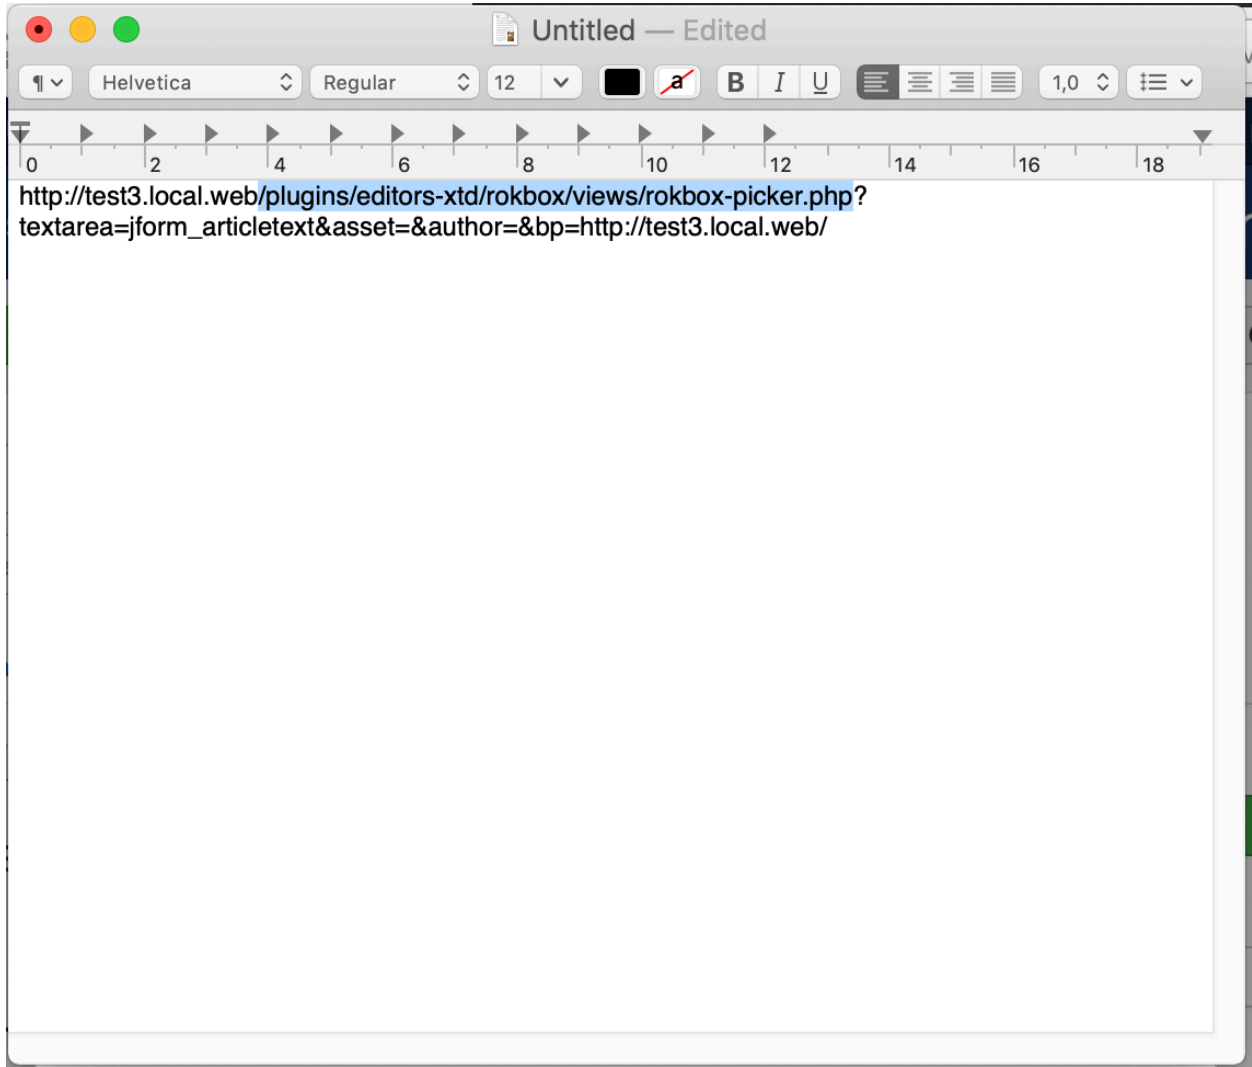 Untitled — Edited
¶ Helvetica Regular 12 a B I U 1,0
0 2 4 6 8 10 12 14 16 18
http://test3.local.web/plugins/editors-xtd/rokbox/views/rokbox-picker.php?
textarea=jform_articletext&asset=&author=&bp=http://test3.local.web/